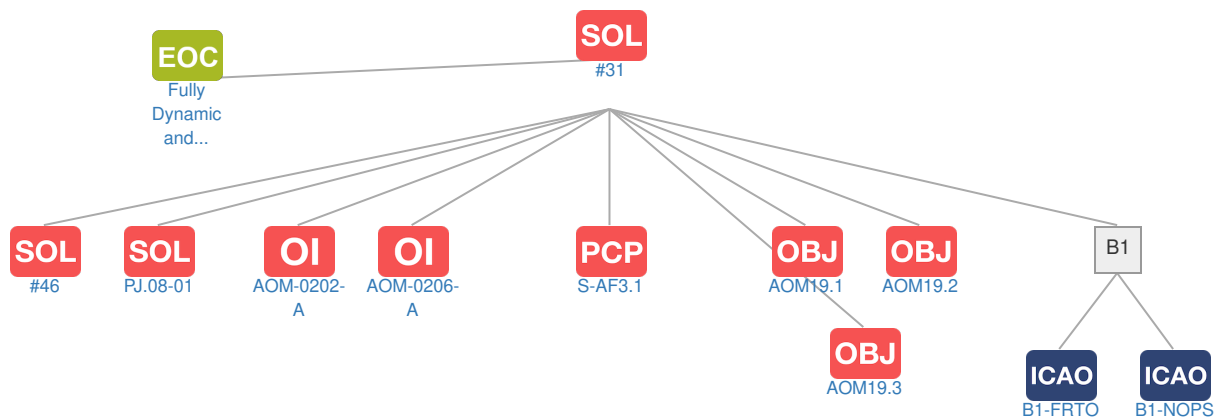 SOL
#31
EOC
Fully
Dynamic
and...
SOL
#46
SOL
PJ.08-01
OI
AOM-0202-
A
OI
AOM-0206-
A
PCP
S-AF3.1
OBJ
AOM19.1
OBJ
AOM19.2
B1
OBJ
AOM19.3
ICAO
B1-FRTO
ICAO
B1-NOPS